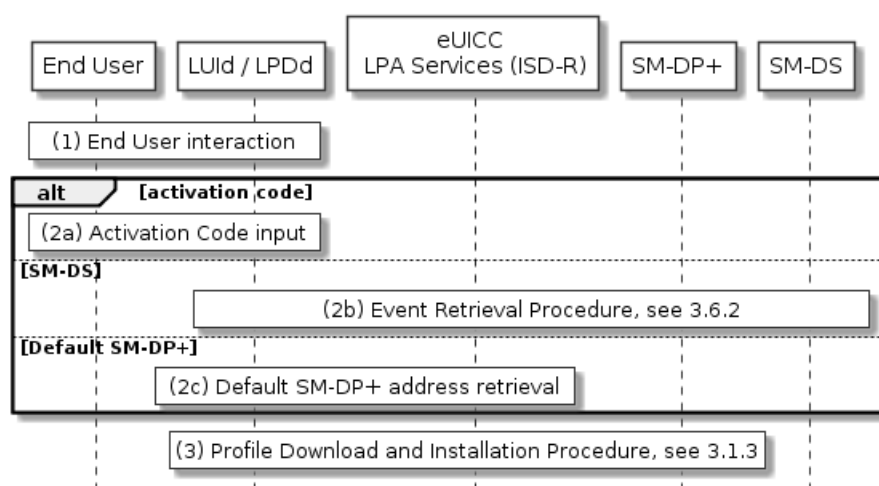 End User
LUId / LPDd
eUICC
LPA Services (ISD-R)
SM-DP+
SM-DS
(1) End User interaction
alt
[activation code]
(2a) Activation Code input
[SM-DS]
(2b) Event Retrieval Procedure, see 3.6.2
[Default SM-DP+]
(2c) Default SM-DP+ address retrieval
(3) Profile Download and Installation Procedure, see 3.1.3